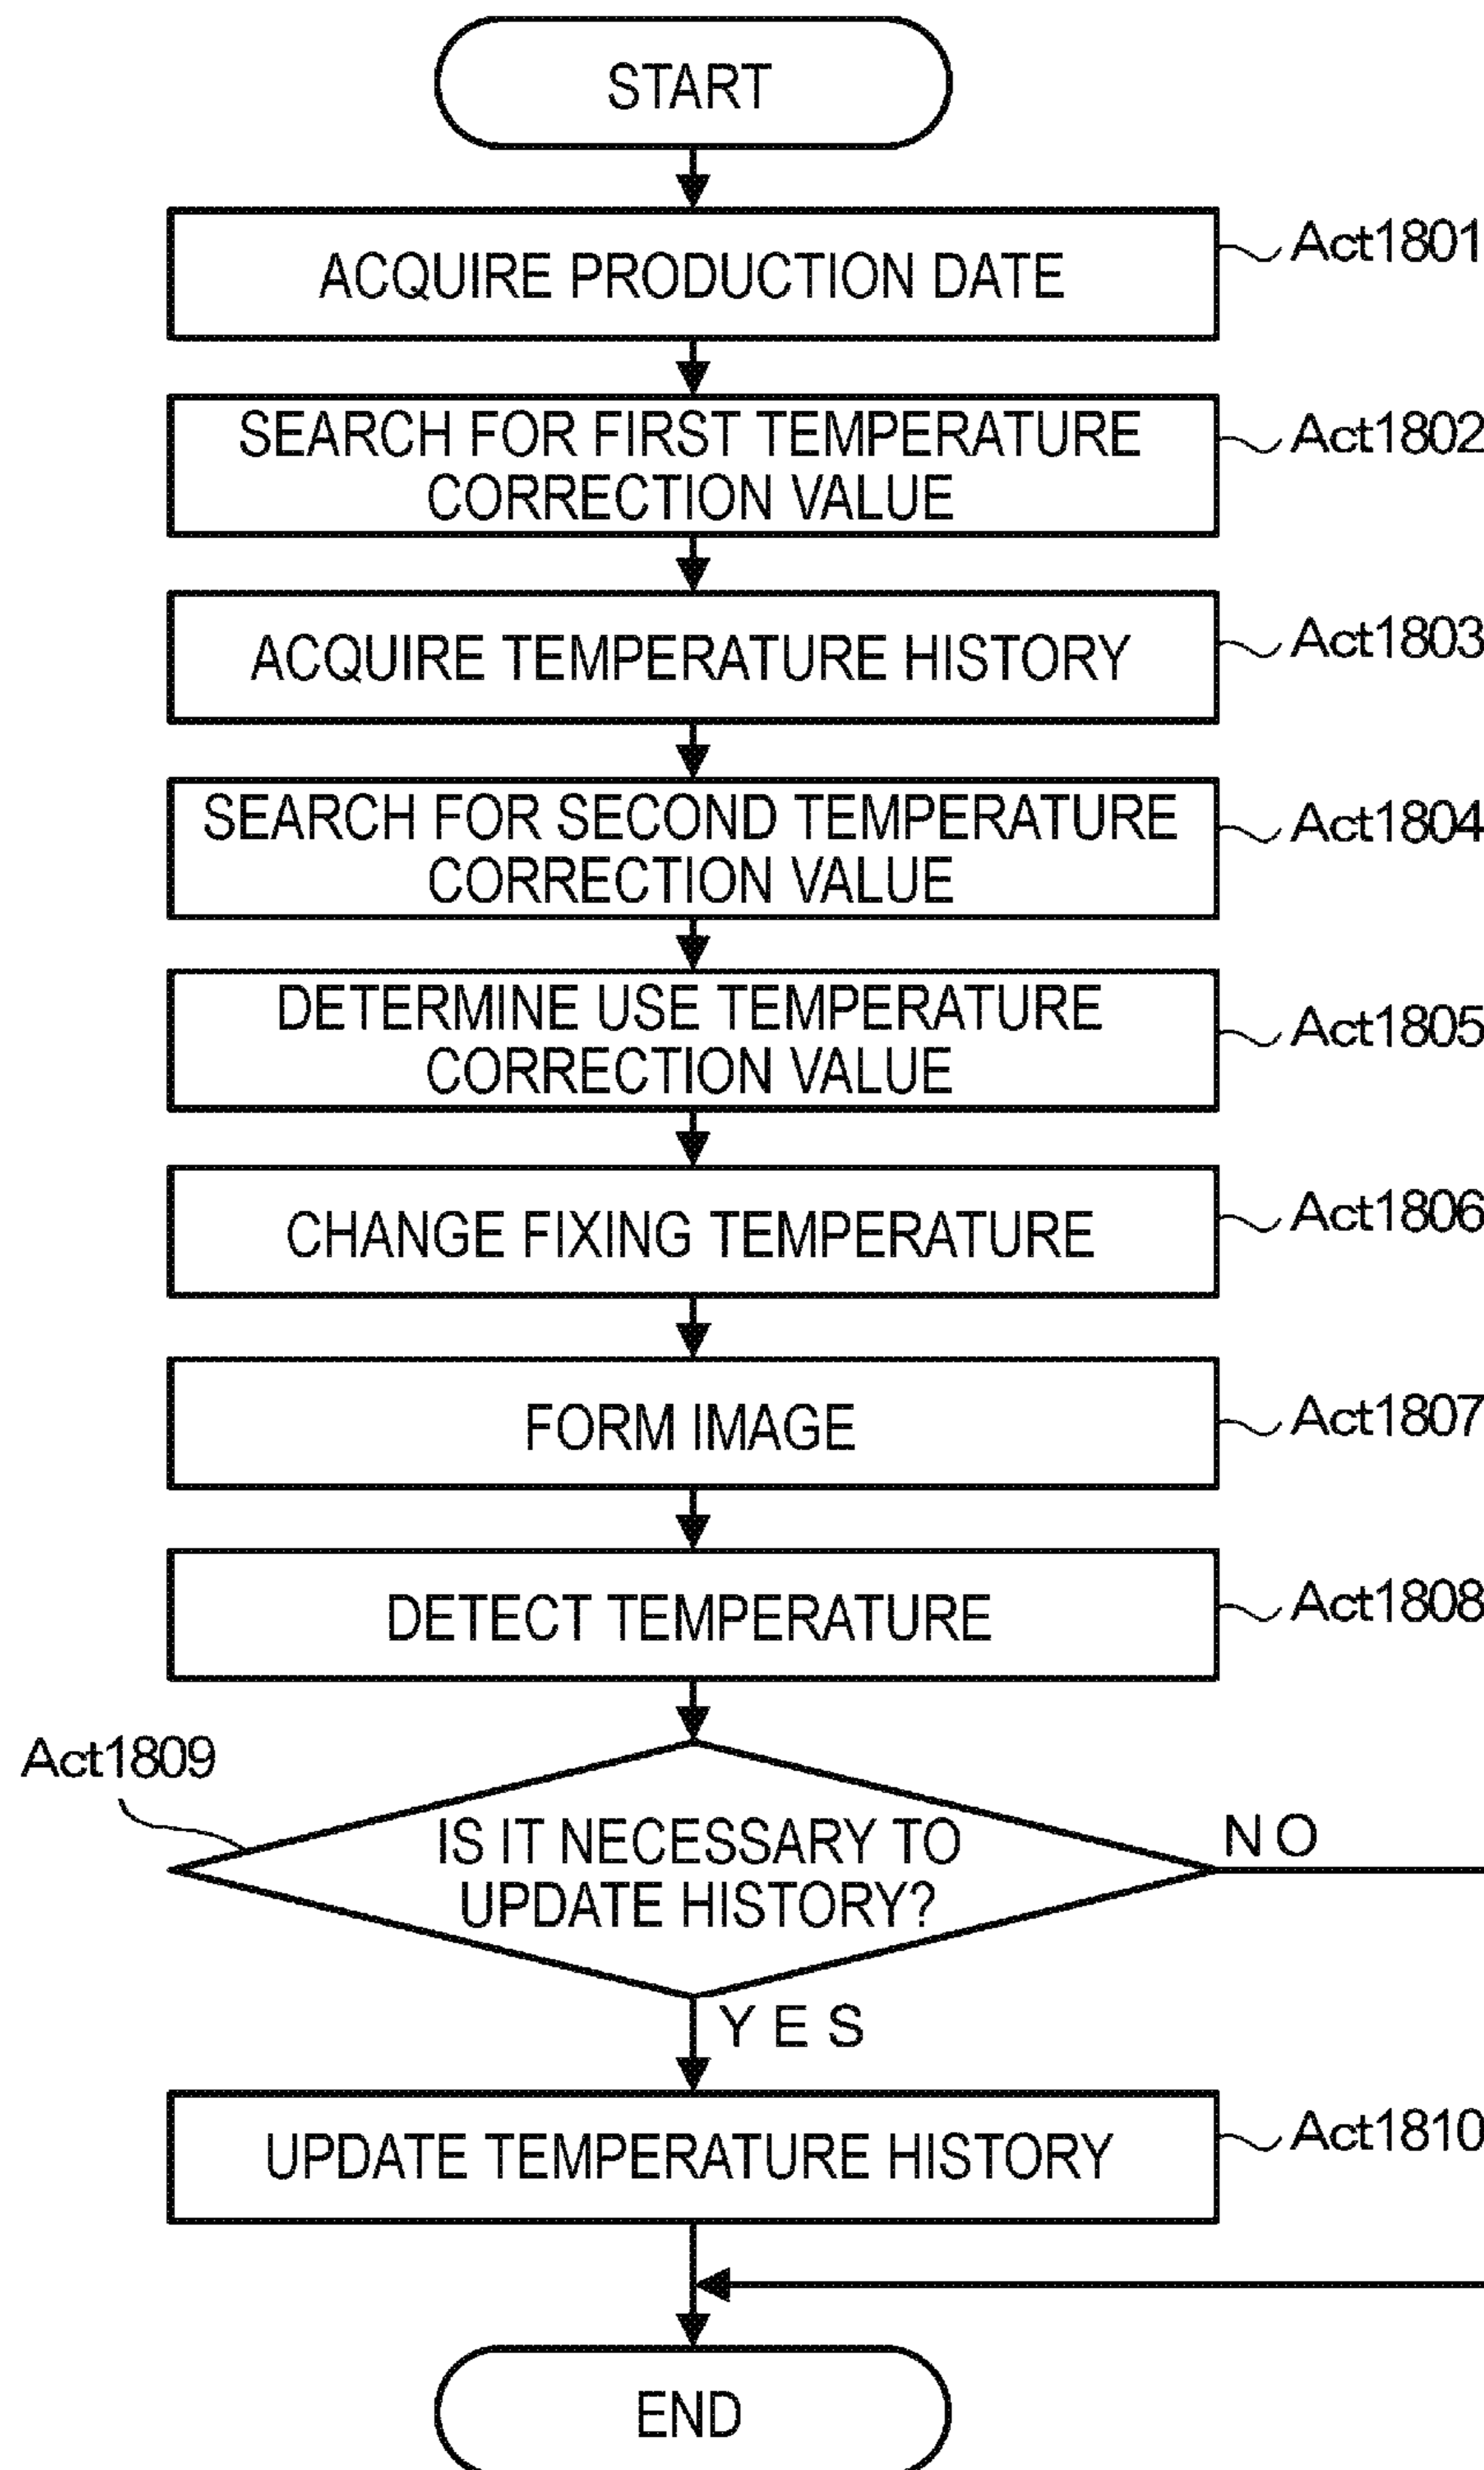 START
ACQUIRE PRODUCTION DATE
Act1801
SEARCH FOR FIRST TEMPERATURE
CORRECTION VALUE
Act1802
ACQUIRE TEMPERATURE HISTORY
Act1803
SEARCH FOR SECOND TEMPERATURE
CORRECTION VALUE
Act1804
DETERMINE USE TEMPERATURE
CORRECTION VALUE
Act1805
CHANGE FIXING TEMPERATURE
Act1806
FORM IMAGE
Act1807
DETECT TEMPERATURE
Act1808
Act1809
IS IT NECESSARY TO
UPDATE HISTORY?
NO
YES
UPDATE TEMPERATURE HISTORY
Act1810
END